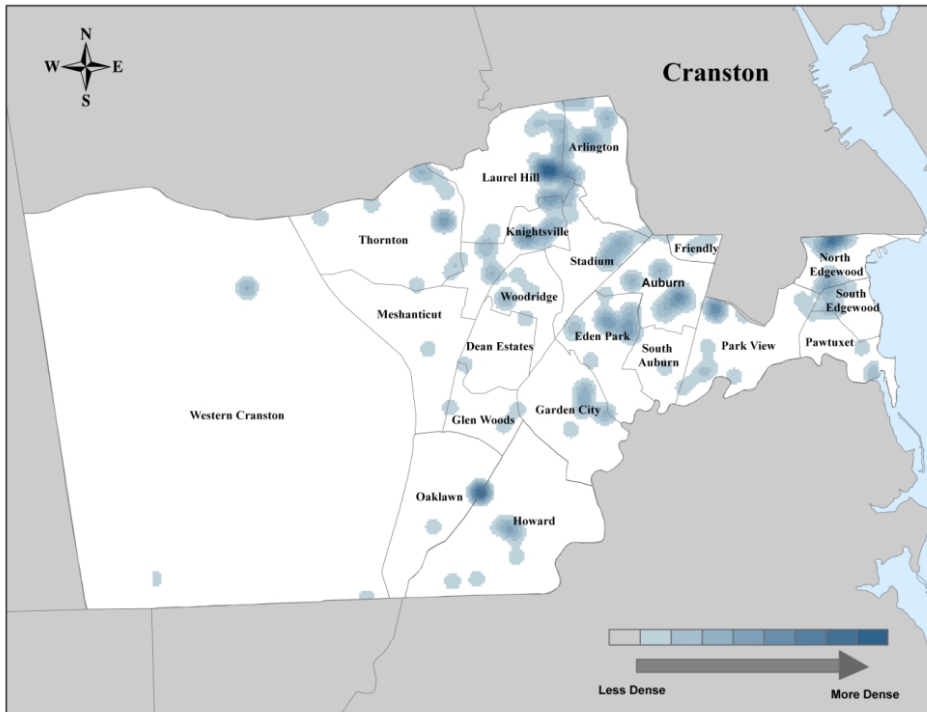 N
W E
S
Cranston
Arlington
Laurel Hill
Thornton
Knightsville
Stadium
Friendly
North
Edgewood
Auburn
South
Edgewood
Woodridge
Meshanticut
Eden Park
Dean Estates
South
Auburn
Park View
Pawtuxet
Western Cranston
Garden City
Glen Woods
Oaklawn
Howard
Less Dense
More Dense